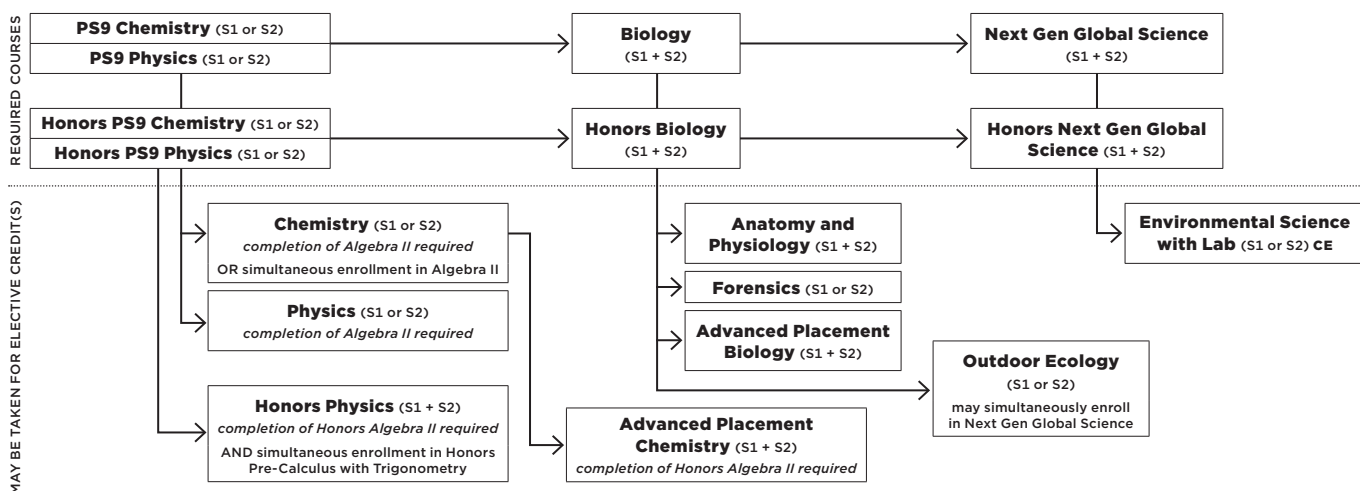 REQUIRED COURSES
PS9 Chemistry (S1 or S2)
PS9 Physics (S1 or S2)
Biology
(S1 + S2)
Next Gen Global Science
(S1 + S2)
Honors PS9 Chemistry (S1 or S2)
Honors PS9 Physics (S1 or S2)
Honors Biology
(S1 + S2)
Honors Next Gen Global
Science (S1 + S2)
MAY BE TAKEN FOR ELECTIVE CREDIT(S)
Chemistry (S1 or S2)
completion of Algebra II required
OR simultaneous enrollment in Algebra II
Physics (S1 or S2)
completion of Algebra II required
Honors Physics (S1 + S2)
completion of Honors Algebra II required
AND simultaneous enrollment in Honors
Pre-Calculus with Trigonometry
Advanced Placement
Chemistry (S1 + S2)
completion of Honors Algebra II required
Anatomy and
Physiology (S1 + S2)
Forensics (S1 or S2)
Advanced Placement
Biology (S1 + S2)
Outdoor Ecology
(S1 or S2)
may simultaneously enroll
in Next Gen Global Science
Environmental Science
with Lab (S1 or S2) CE